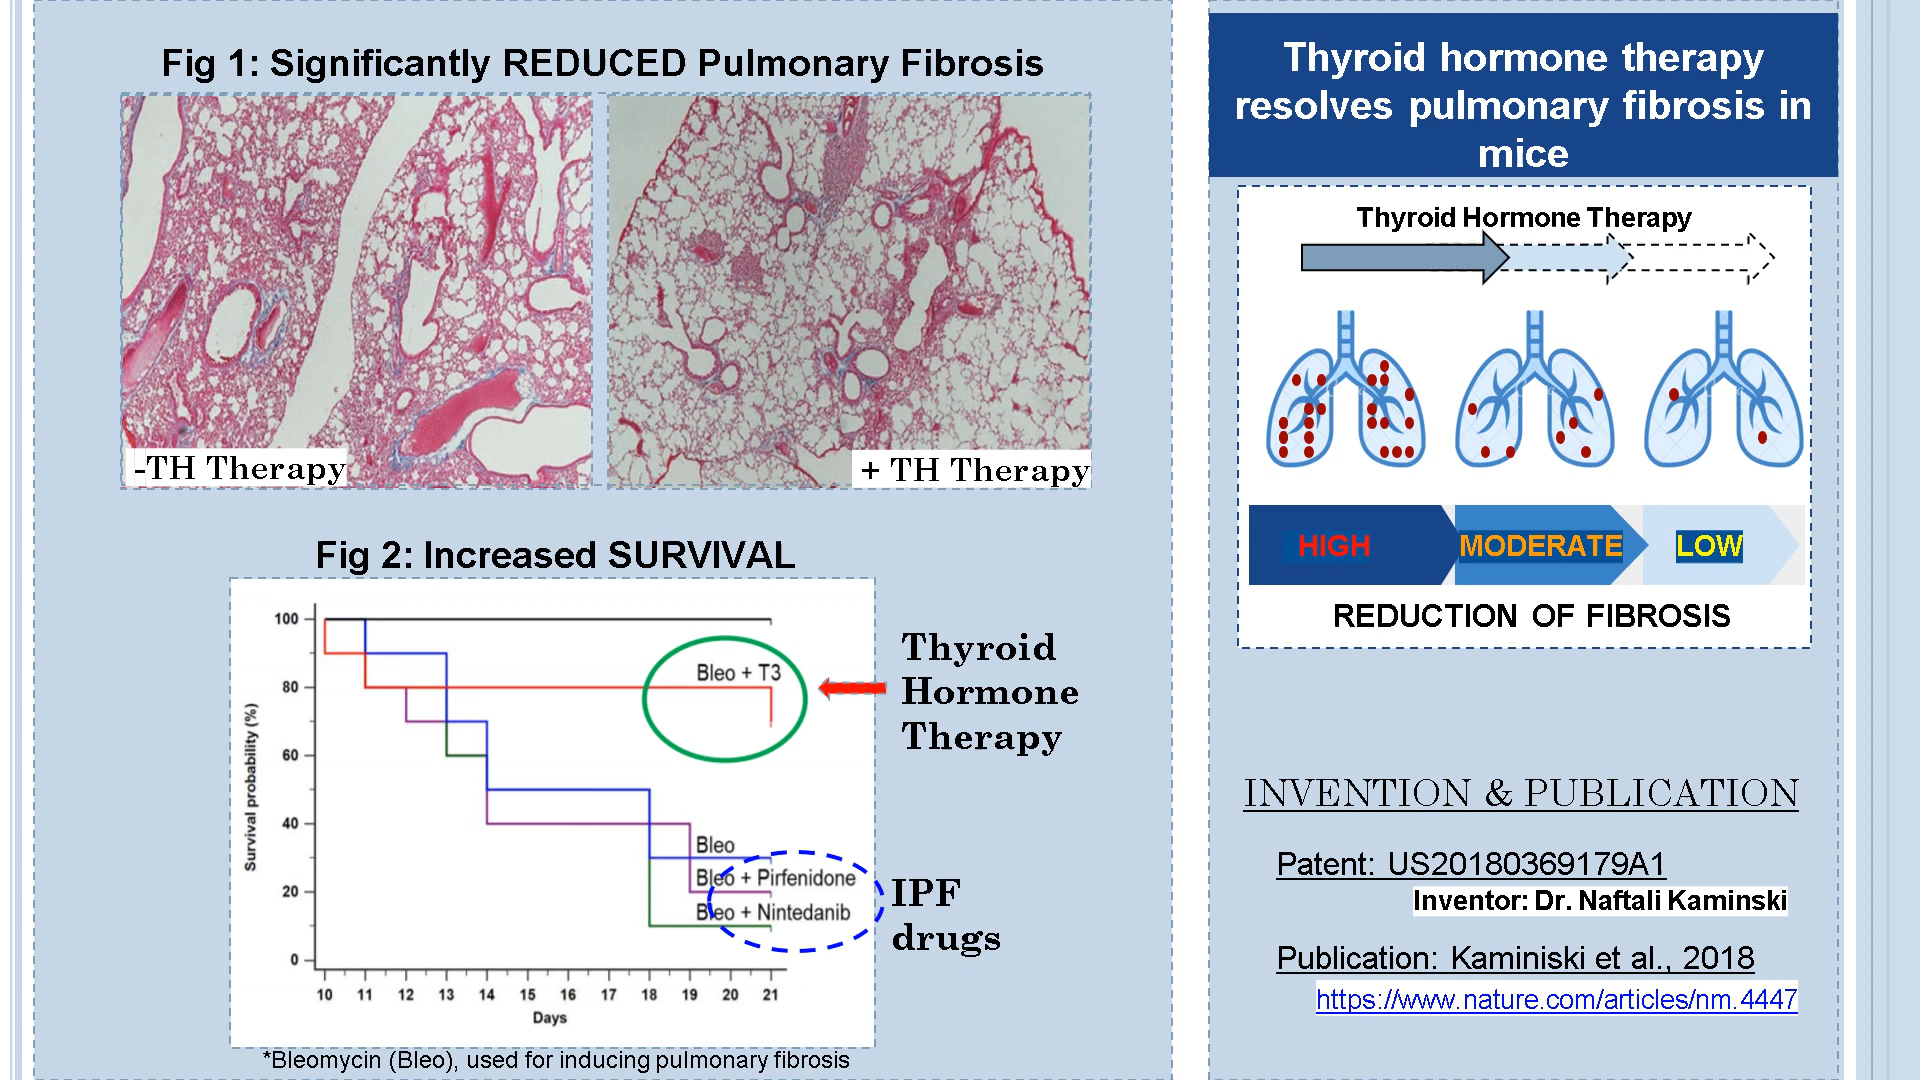 Fig 1: Significantly REDUCED Pulmonary Fibrosis
-TH Therapy
+ TH Therapy
Fig 2: Increased SURVIVAL
Survival probability (%)
100
80
60
40
20
0
Bleo + T3
Bleo
Bleo + Pirfenidone
Bleo + Nintedanib
10 11 12 13 14 15 16 17 18 19 20 21
Days
Thyroid
Hormone
Therapy
IPF
drugs
*Bleomycin (Bleo), used for inducing pulmonary fibrosis
Thyroid hormone therapy
resolves pulmonary fibrosis in
mice
Thyroid Hormone Therapy
HIGH MODERATE LOW
REDUCTION OF FIBROSIS
INVENTION & PUBLICATION
Patent: US20180369179A1
Inventor: Dr. Naftali Kaminski
Publication: Kaminiski et al., 2018
https://www.nature.com/articles/nm.4447